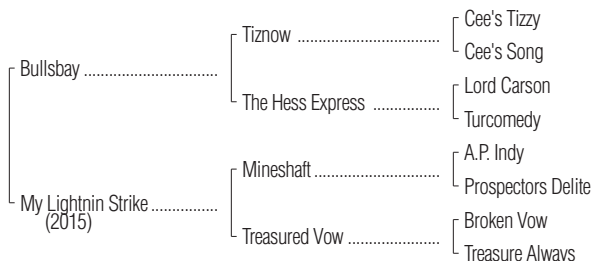 Cee's Tizzy
Tiznow ..........................................
Cee's Song
Bullsbay ........................................
Lord Carson
The Hess Express ....................
Turcomedy
A.P. Indy
Mineshaft ......................................
Prospectors Delite
My Lightnin Strike ....................
(2015)
Broken Vow
Treasured Vow ............................
Treasure Always